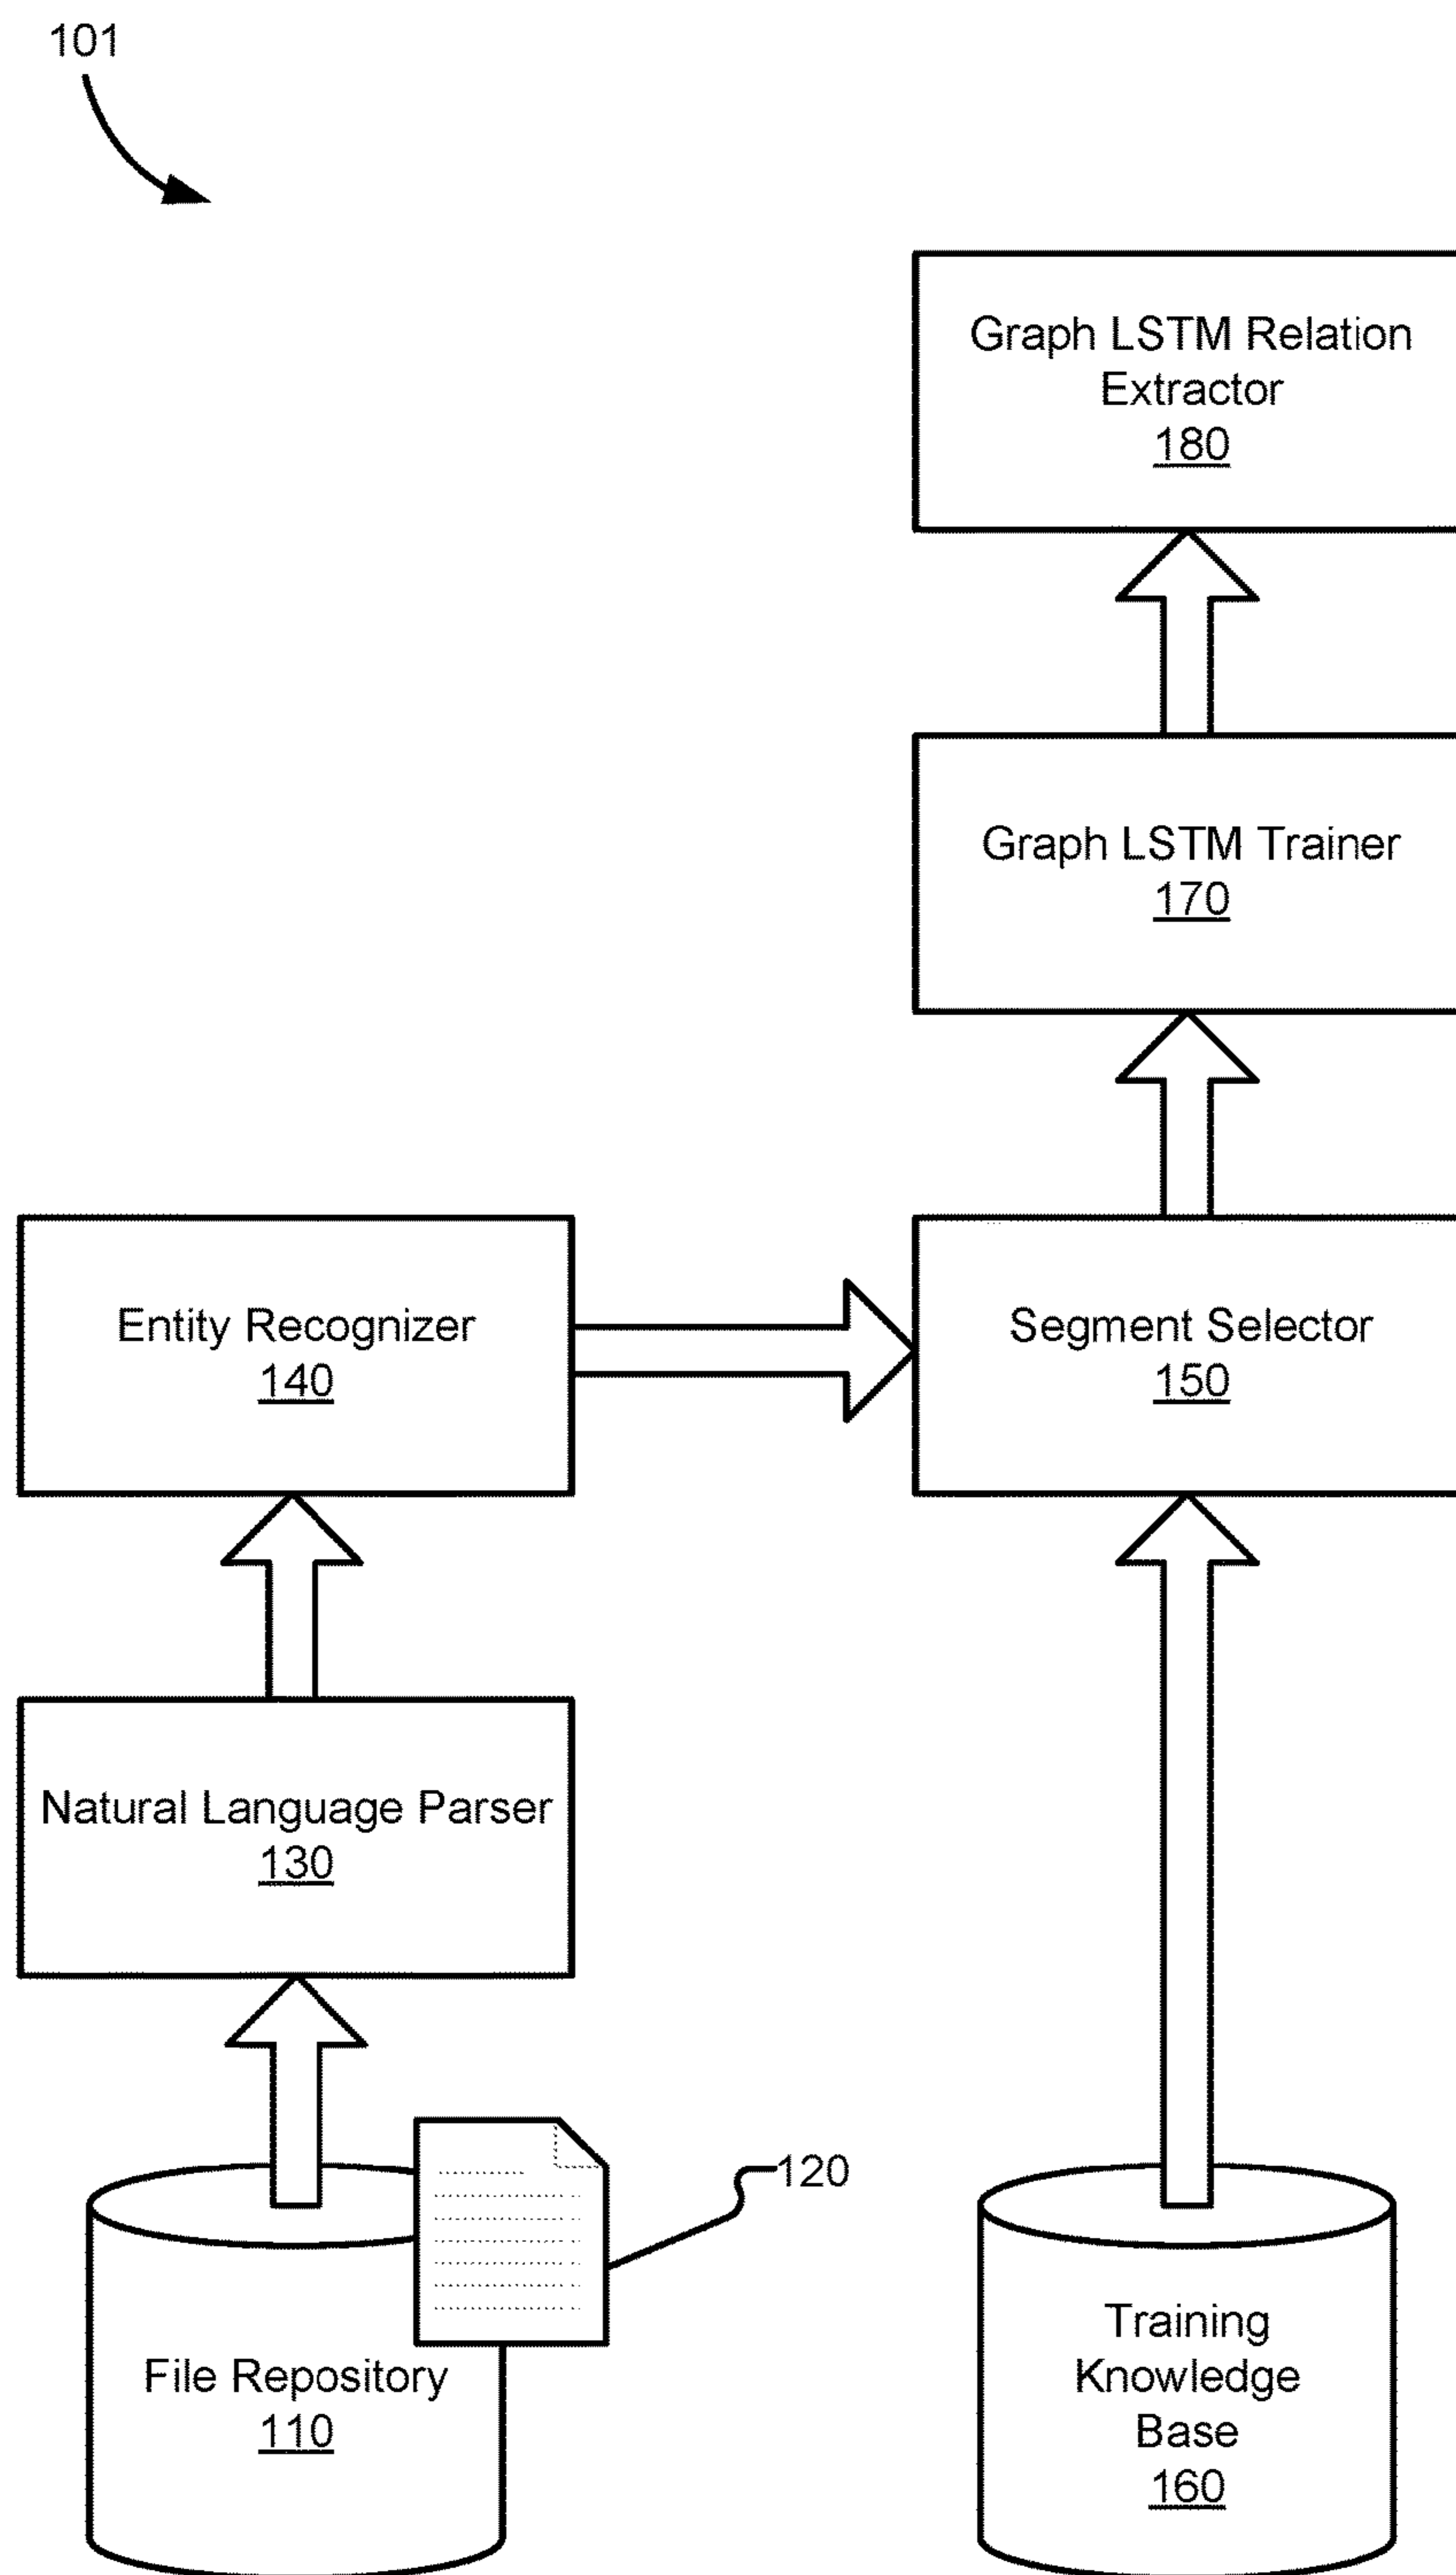 101
Graph LSTM Relation
Extractor
180
Graph LSTM Trainer
170
Entity Recognizer
140
Segment Selector
150
Natural Language Parser
130
120
File Repository
110
Training
Knowledge
Base
160